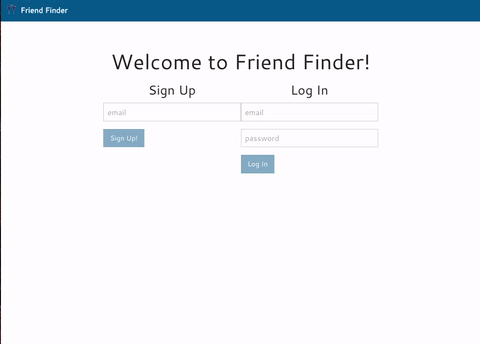 Friend Finder
Welcome to Friend Finder!
Sign Up
email
Sign Up!
Log In
email
password
Log In